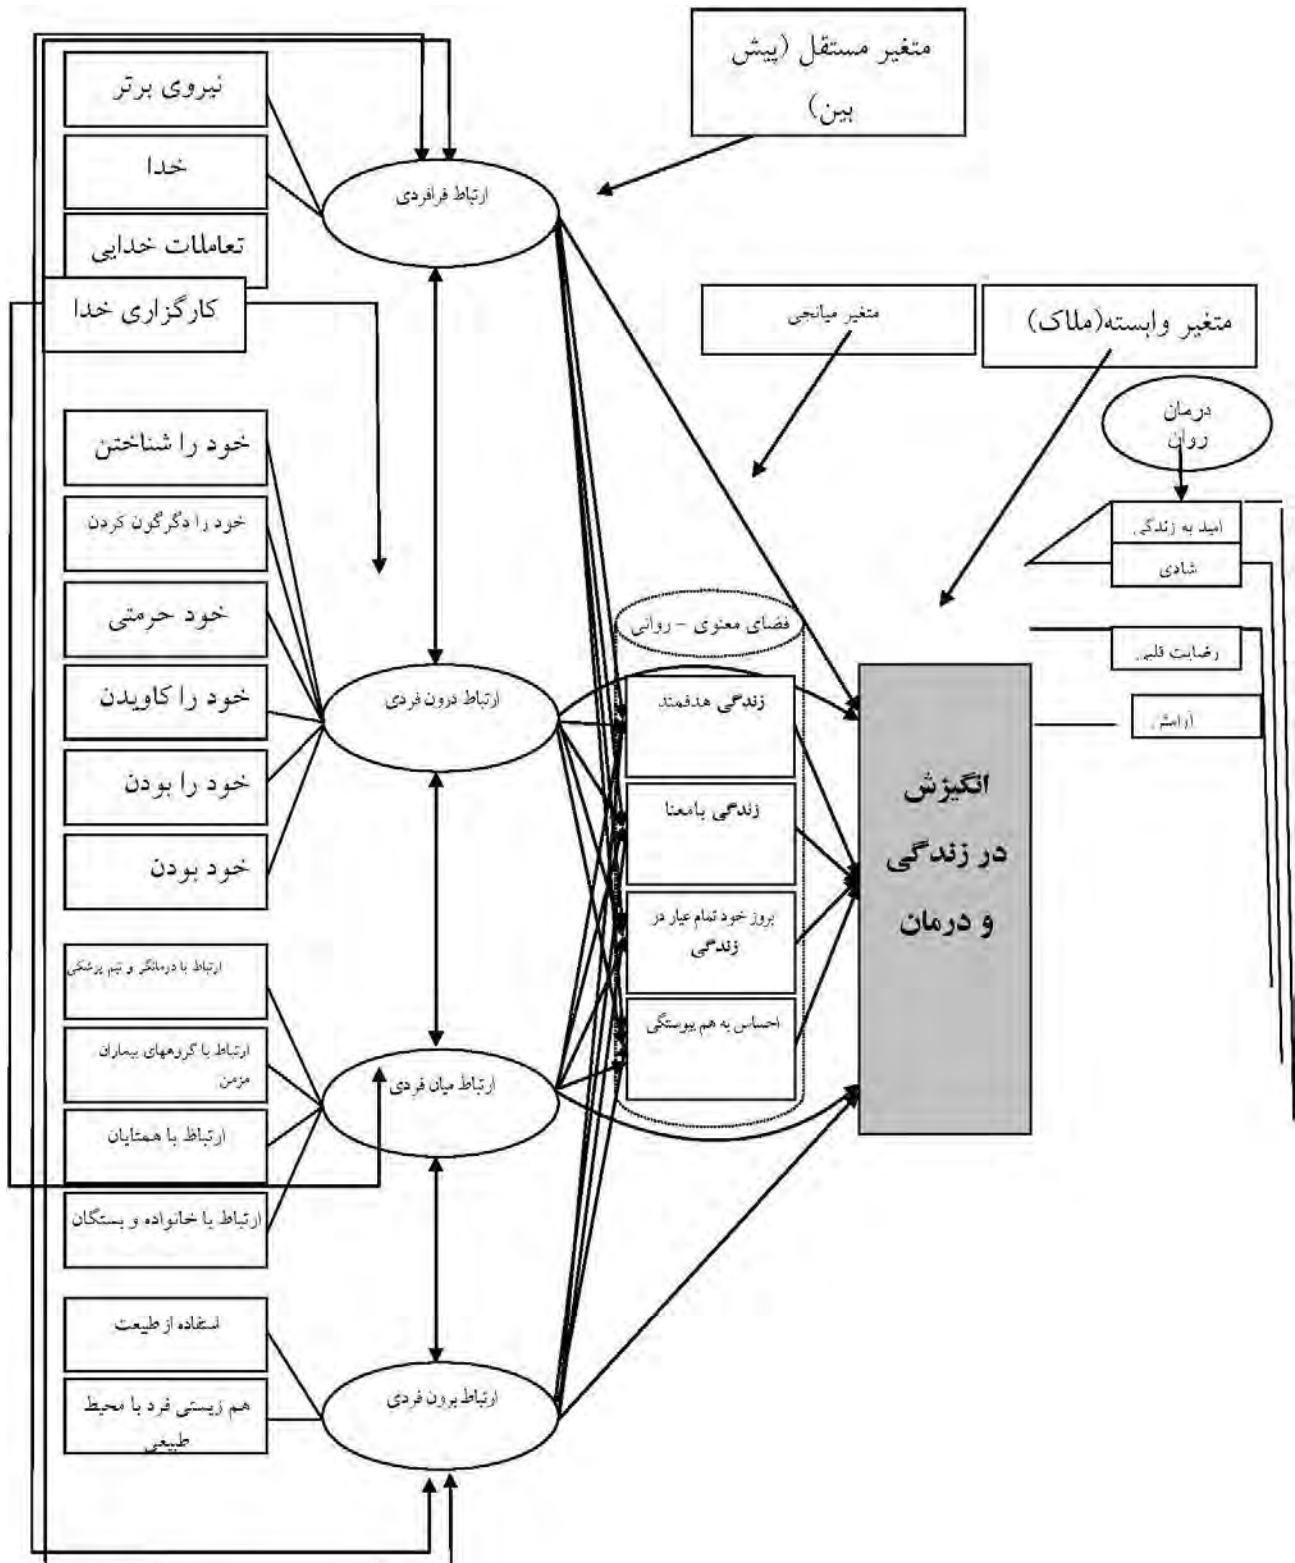 متغیر مستقل (پیش
بین)
نیروی برتر
خدا
تعاملات خدایی
کارگزاری خدا
ارتباط فرافردی
متغیر میانجی
متغیر وابسته(ملاک)
درمان
روان
امید به زندگی
شادی
رضایت قلبی
آرامش
خود را شناختن
خود را دگرگون کردن
خود حرمتی
خود را کاویدن
خود را بودن
خود بودن
ارتباط درون فردی
فضای معنوی – روانی
زندگی هدفمند
زندگی بامعنا
بروز خود تمام عیار در
زندگی
احساس به هم پیوستگی
انگیزش
در زندگی
و درمان
ارتباط با درمانگر و تیم پزشکی
ارتباط با گروههای بیماران
مزمن
ارتباط با همتایان
ارتباط با خانواده و بستگان
ارتباط میان فردی
استفاده از طبیعت
هم زیستی فرد با محیط
طبیعی
ارتباط برون فردی